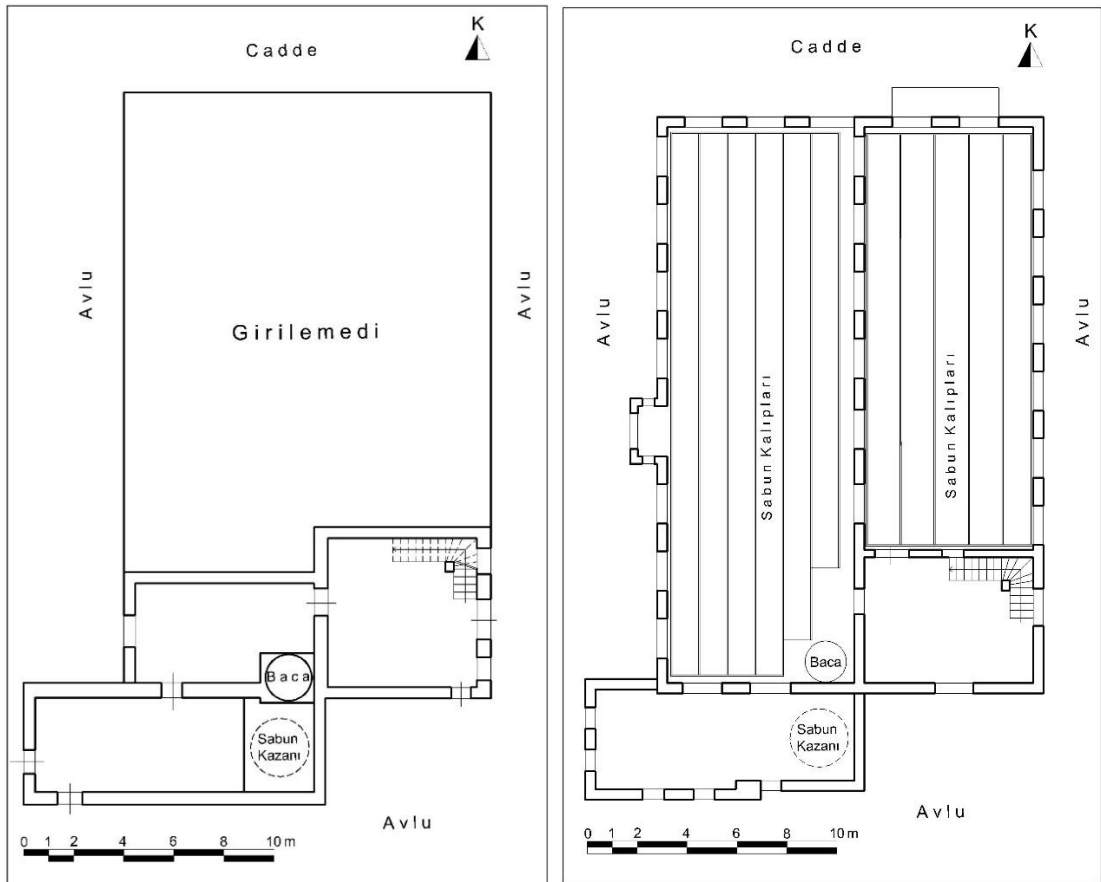 K
Cadde
Avlu
Avlu
Girilemedi
Baca
Sabun
Kazanı
Avlu
0 1 2 4 6 8 10 m
K
Cadde
Avlu
Avlu
Sabun Kalıpları
Sabun Kalıpları
Baca
Sabun
Kazanı
Avlu
0 1 2 4 6 8 10 m